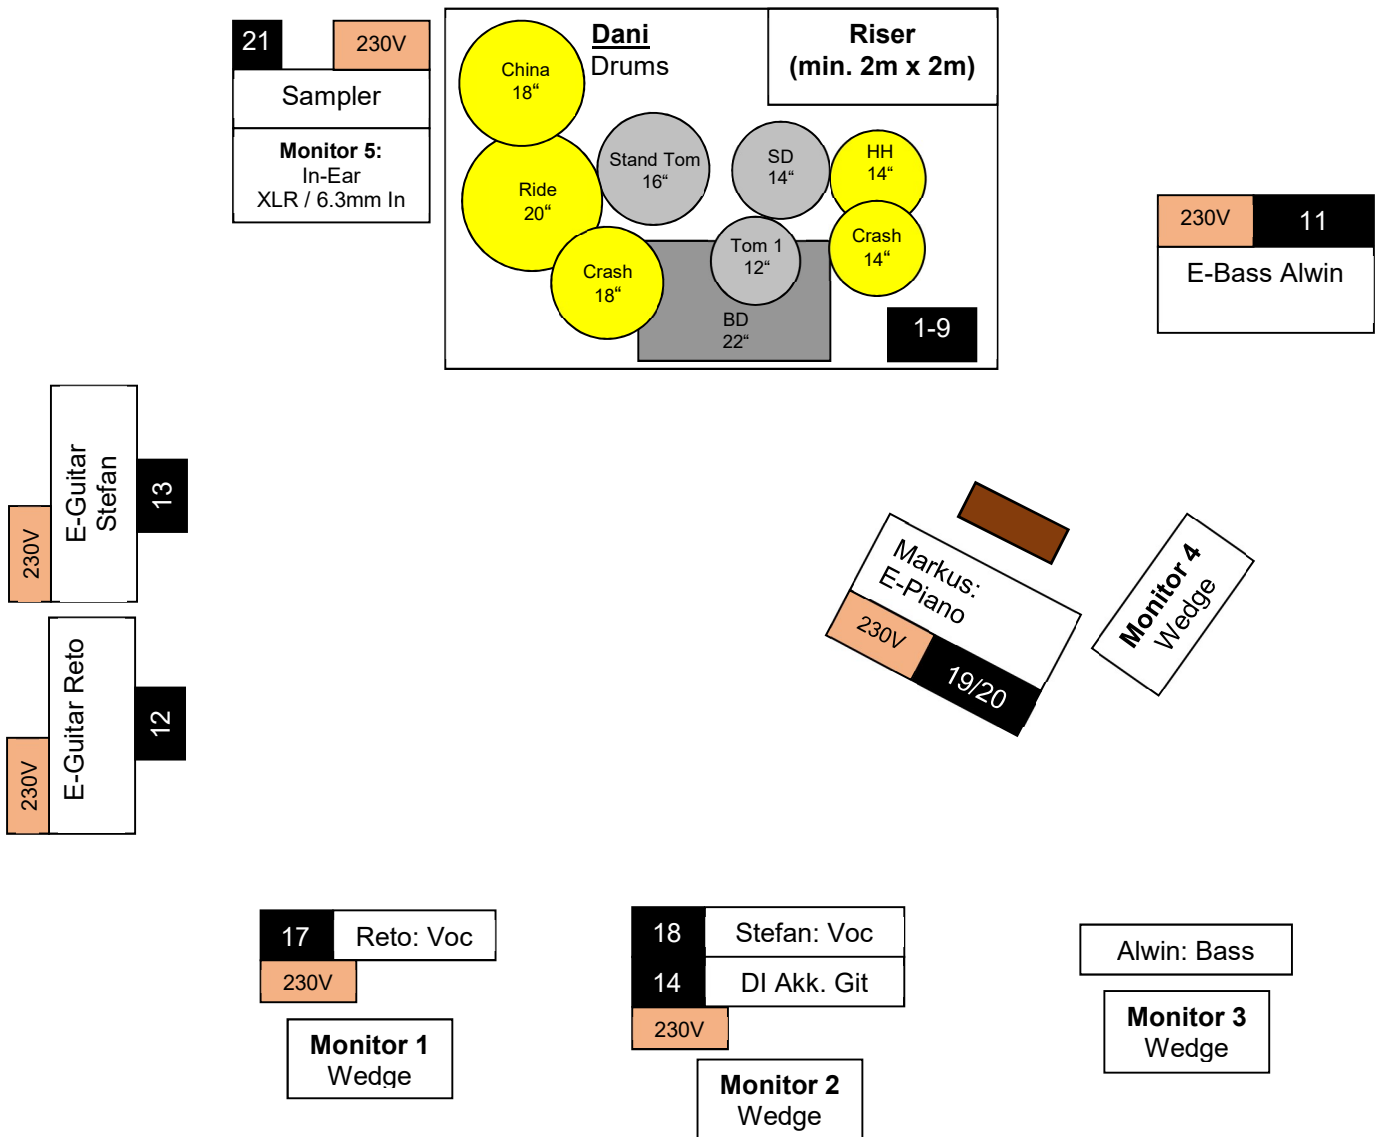 21
230V
Sampler
Monitor 5:
In-Ear
XLR / 6.3mm In
Dani
Drums
Riser
(min. 2m x 2m)
China
18“
Stand Tom
16“
SD
14“
HH
14“
Ride
20“
Crash
18“
Tom 1
12“
Crash
14“
BD
22“
1-9
230V
11
E-Bass Alwin
E-Guitar
Stefan
13
230V
E-Guitar Reto
12
230V
Markus:
E-Piano
230V
19/20
Monitor 4
Wedge
17
Reto: Voc
230V
Monitor 1
Wedge
18
Stefan: Voc
14
DI Akk. Git
230V
Monitor 2
Wedge
Alwin: Bass
Monitor 3
Wedge